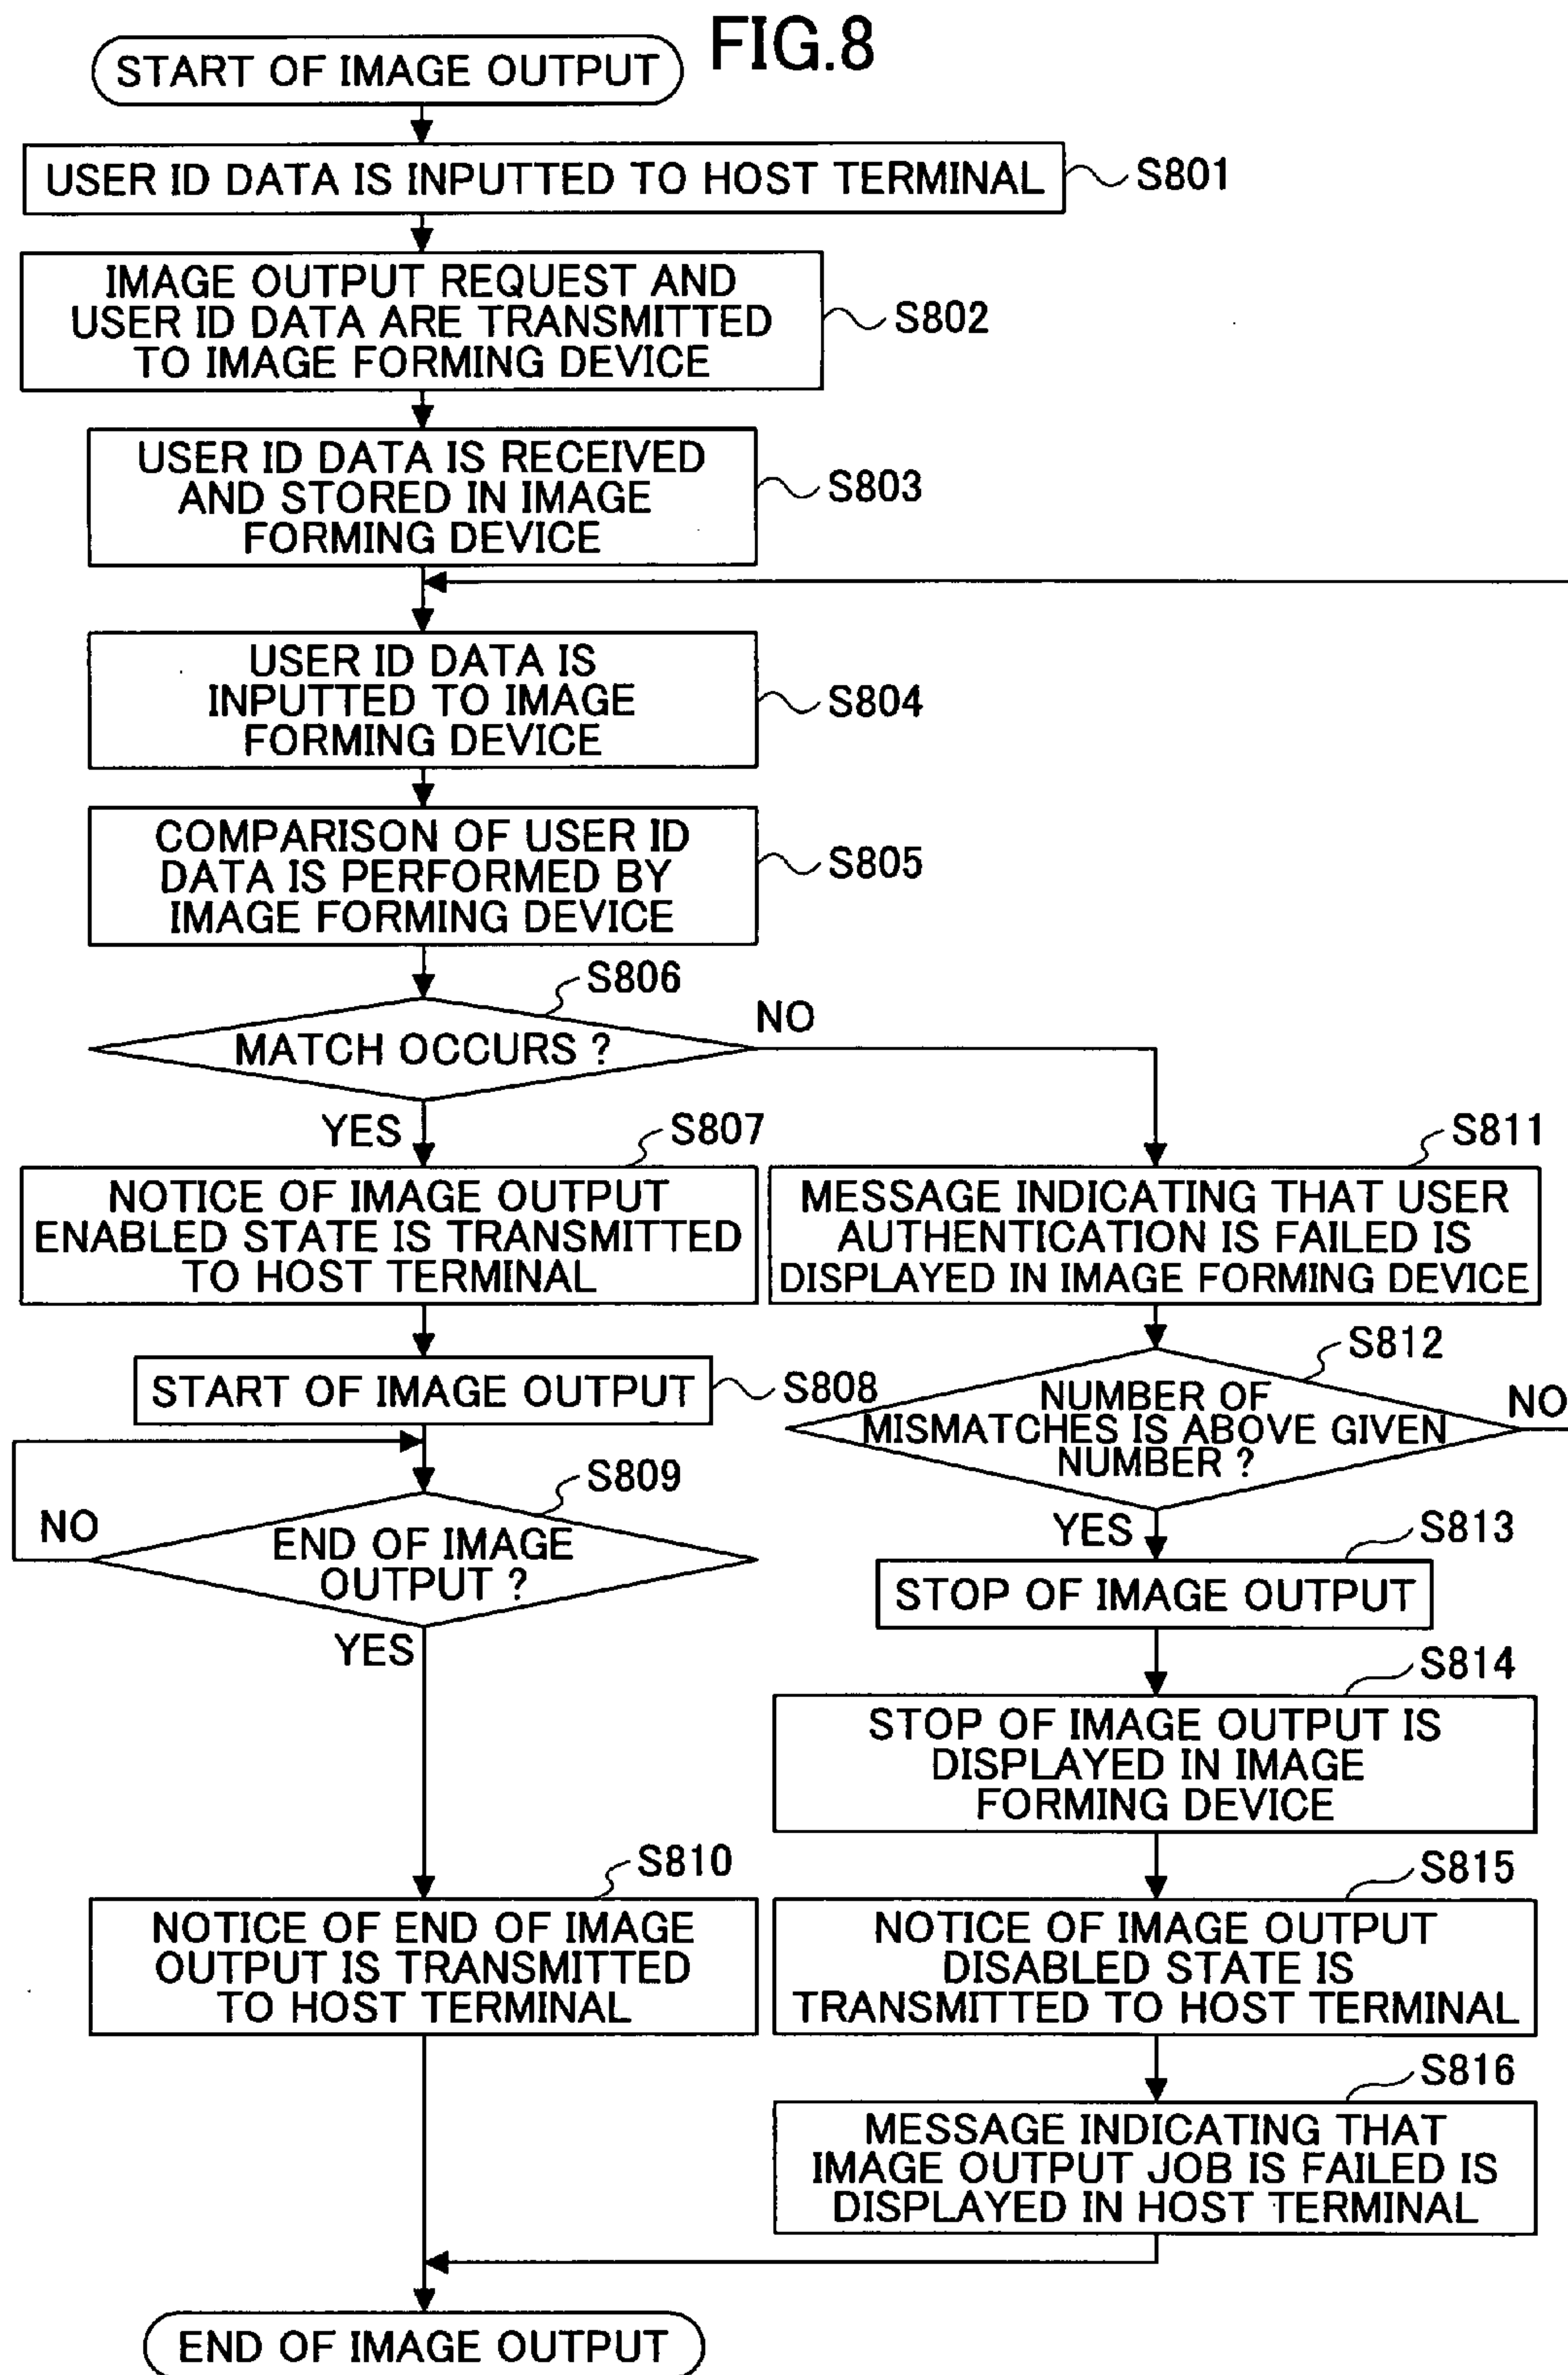 FIG.8
START OF IMAGE OUTPUT
USER ID DATA IS INPUTTED TO HOST TERMINAL
S801
IMAGE OUTPUT REQUEST AND
USER ID DATA ARE TRANSMITTED
TO IMAGE FORMING DEVICE
S802
USER ID DATA IS RECEIVED
AND STORED IN IMAGE
FORMING DEVICE
S803
USER ID DATA IS
INPUTTED TO IMAGE
FORMING DEVICE
S804
COMPARISON OF USER ID
DATA IS PERFORMED BY
IMAGE FORMING DEVICE
S805
S806
MATCH OCCURS ?
NO
YES
S807
NOTICE OF IMAGE OUTPUT
ENABLED STATE IS TRANSMITTED
TO HOST TERMINAL
START OF IMAGE OUTPUT
S808
S809
END OF IMAGE
OUTPUT ?
NO
YES
S810
NOTICE OF END OF IMAGE
OUTPUT IS TRANSMITTED
TO HOST TERMINAL
S811
MESSAGE INDICATING THAT USER
AUTHENTICATION IS FAILED IS
DISPLAYED IN IMAGE FORMING DEVICE
S812
NUMBER OF
MISMATCHES IS ABOVE GIVEN
NUMBER ?
NO
YES
S813
STOP OF IMAGE OUTPUT
S814
STOP OF IMAGE OUTPUT IS
DISPLAYED IN IMAGE
FORMING DEVICE
S815
NOTICE OF IMAGE OUTPUT
DISABLED STATE IS
TRANSMITTED TO HOST TERMINAL
S816
MESSAGE INDICATING THAT
IMAGE OUTPUT JOB IS FAILED IS
DISPLAYED IN HOST TERMINAL
END OF IMAGE OUTPUT